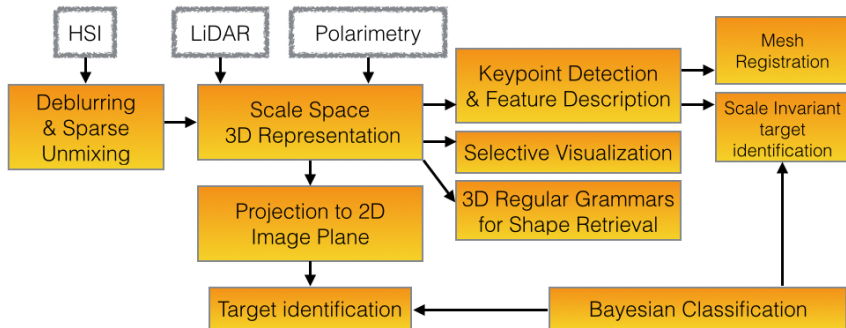 HSI
LiDAR
Polarimetry
Deblurring
& Sparse
Unmixing
Scale Space
3D Representation
Keypoint Detection
& Feature Description
Mesh
Registration
Scale Invariant
target
identification
Selective Visualization
3D Regular Grammars
for Shape Retrieval
Projection to 2D
Image Plane
Target identification
Bayesian Classification